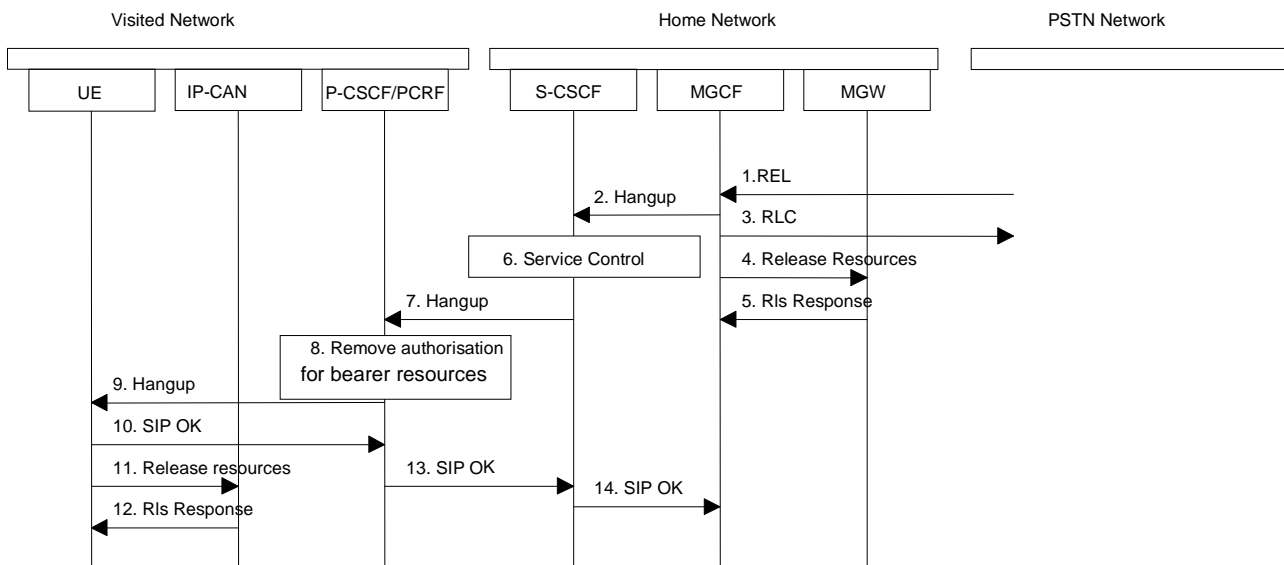 Visited Network
Home Network
PSTN Network
UE
IP-CAN
P-CSCF/PCRF
S-CSCF
MGCF
MGW
1.REL
2. Hangup
3. RLC
6. Service Control
4. Release Resources
7. Hangup
5. Rls Response
8. Remove authorisation
for bearer resources
9. Hangup
10. SIP OK
11. Release resources
13. SIP OK
14. SIP OK
12. Rls Response